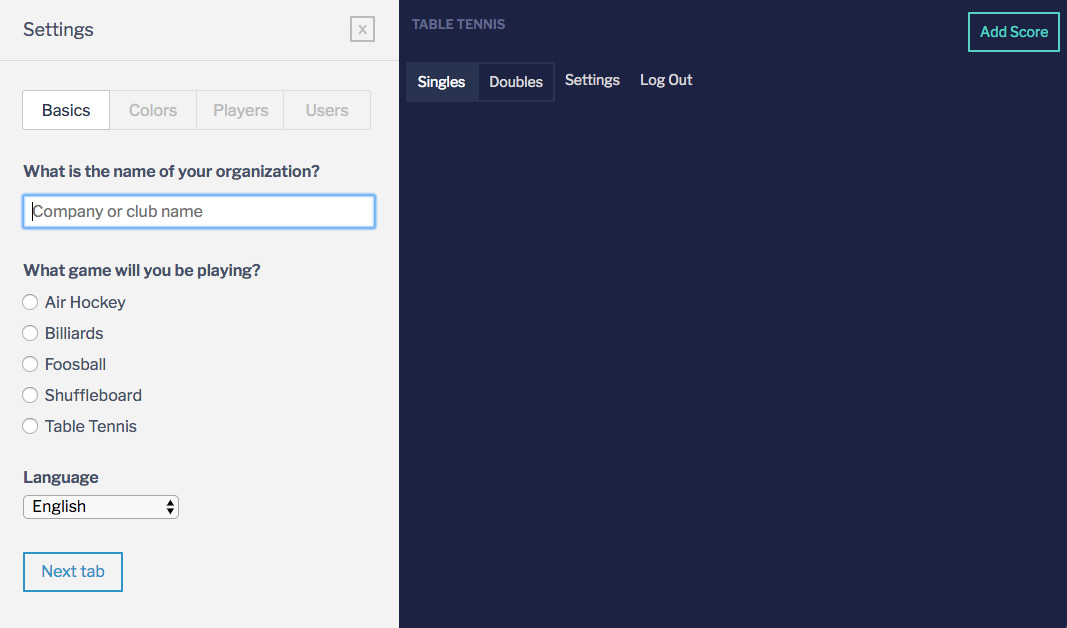 Settings
x
Basics Colors Players Users
What is the name of your organization?
Company or club name
What game will you be playing?
Air Hockey
Billiards
Foosball
Shuffleboard
Table Tennis
Language
English
Next tab
TABLE TENNIS
Add Score
Singles Doubles Settings Log Out